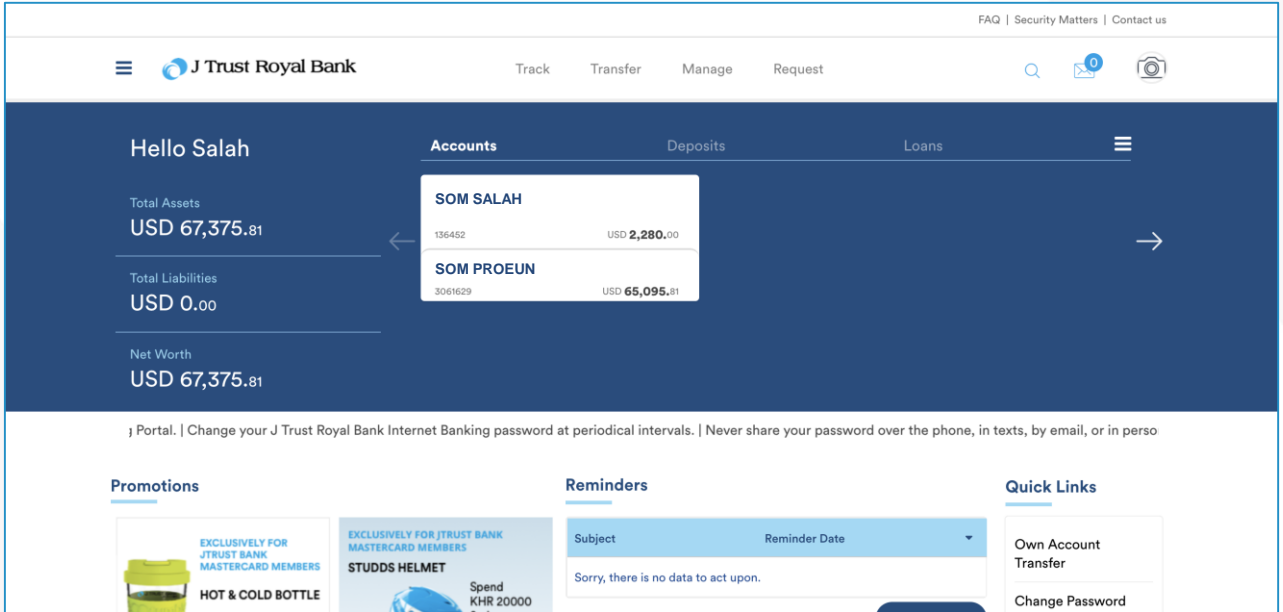 FAQ | Security Matters | Contact us
J Trust Royal Bank
Track Transfer Manage Request
0
Hello Salah
Accounts Deposits Loans
Total Assets
USD 67,375.81
Total Liabilities
USD 0.00
Net Worth
USD 67,375.81
SOM SALAH
136452 USD 2,280.00
SOM PROEUN
3061629 USD 65,095.81
g Portal. | Change your J Trust Royal Bank Internet Banking password at periodical intervals. | Never share your password over the phone, in texts, by email, or in perso
Promotions
EXCLUSIVELY FOR
JTRUST BANK
MASTERCARD MEMBERS
HOT & COLD BOTTLE
EXCLUSIVELY FOR JTRUST BANK
MASTERCARD MEMBERS
STUDDS HELMET
Spend
KHR 20000
Reminders
Subject Reminder Date
Sorry, there is no data to act upon.
Quick Links
Own Account
Transfer
Change Password